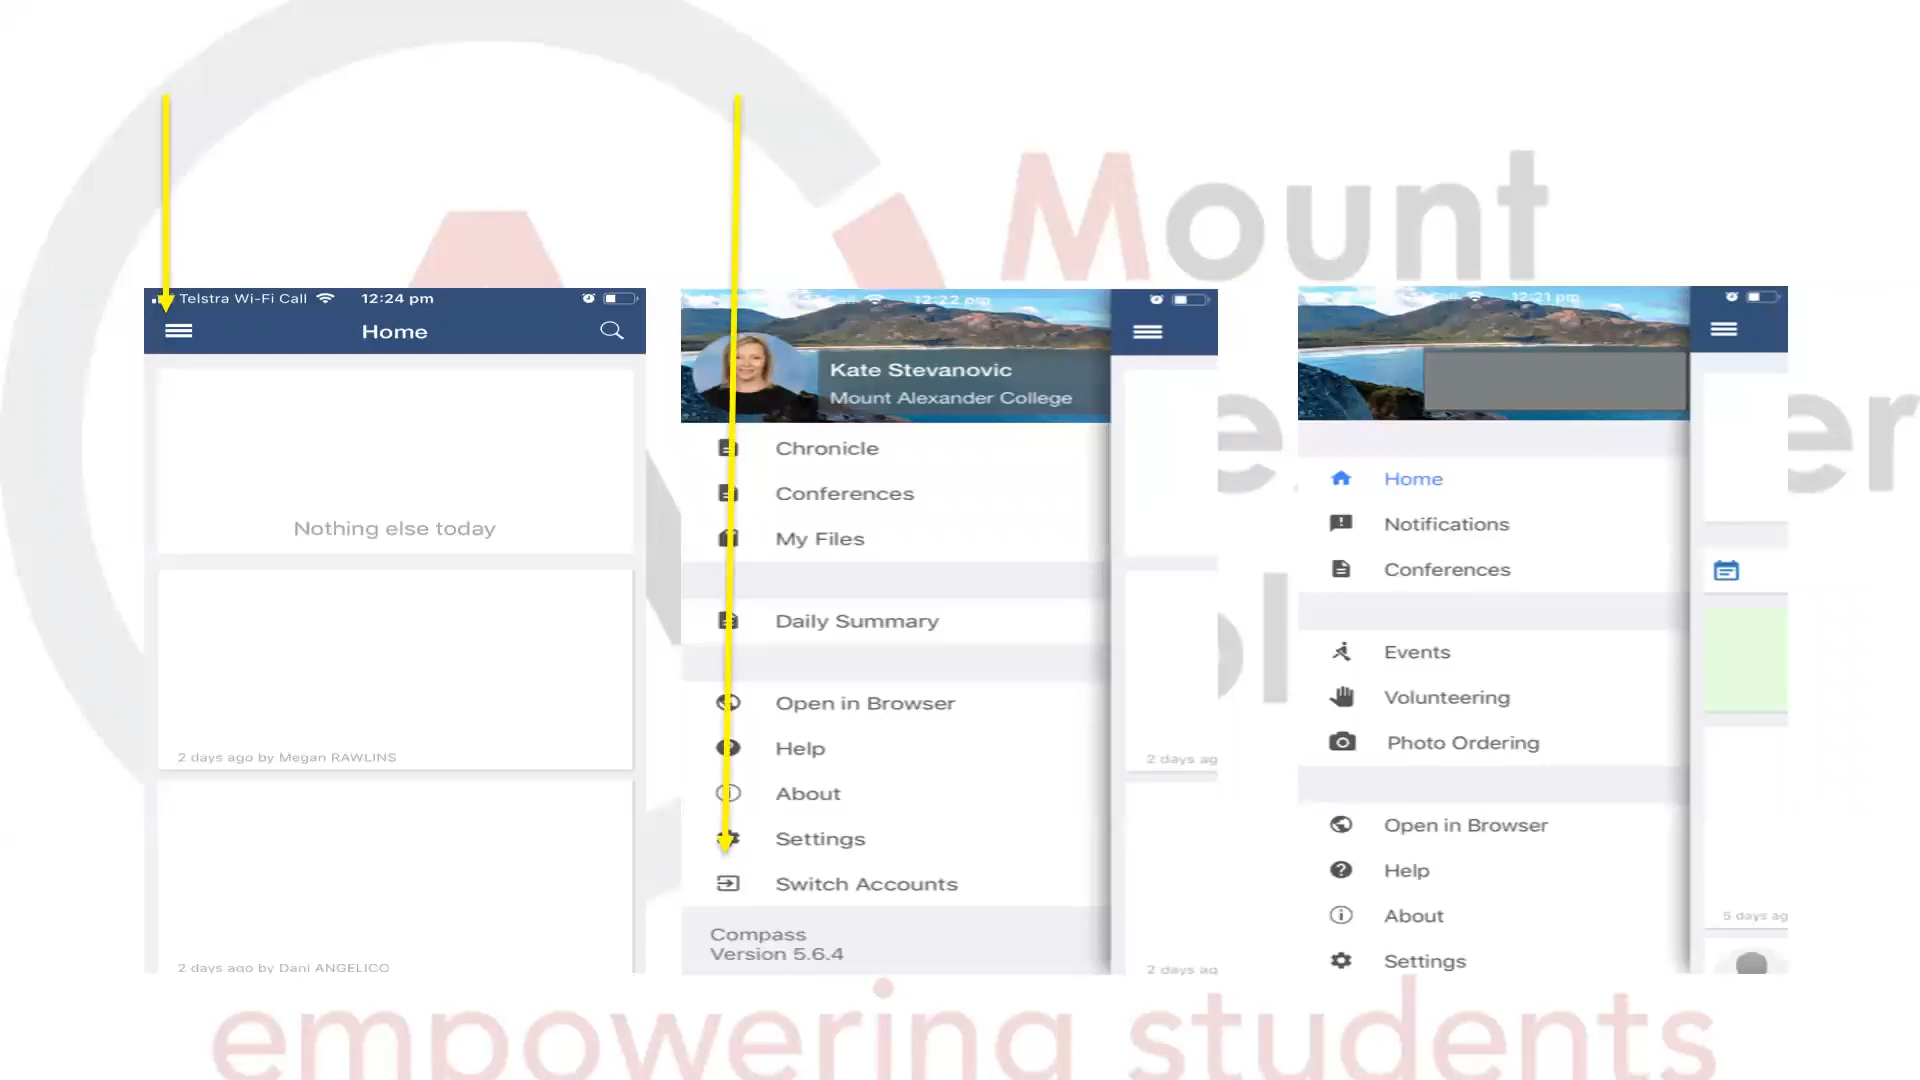 Mount
empowering students
Telstra Wi-Fi Call
12:24 pm
Home
Nothing else today
2 days ago by Megan RAWLINS
2 days ago by Dani ANGELICO
12:22 pm
Kate Stevanovic
Mount Alexander College
Chronicle
Conferences
My Files
Daily Summary
Open in Browser
Help
About
Settings
Switch Accounts
Compass
Version 5.6.4
2 days ag
2 days ag
12:21 pm
Home
Notifications
Conferences
Events
Volunteering
Photo Ordering
Open in Browser
Help
About
Settings
5 days ag